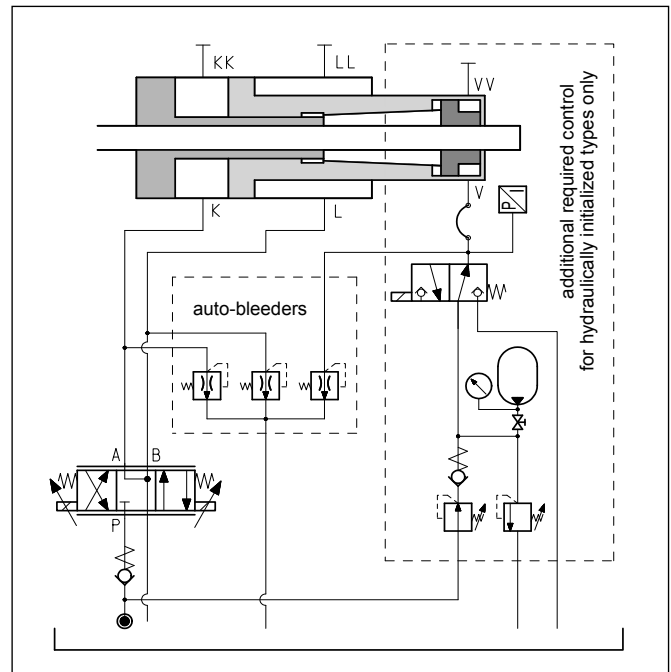 KK
LL
VV
K
L
V
P
additional required control
for hydraulically initialized types only
auto-bleeders
A
B
P